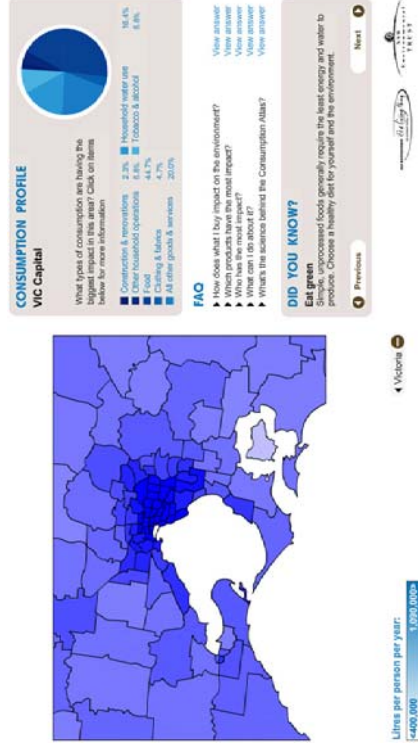 CONSUMPTION PROFILE
VIC Capital
What types of consumption are having the
biggest impact in this area? Click on items
below for more information
Construction & renovations 2.3%
Other household operations 6.8%
Food 44.7%
Clothing & fabrics 4.7%
All other goods & services 20.0%
Household water use 16.4%
Tobacco & alcohol
FAQ
How does what I buy impact on the environment? View answer
Which products have the most impact? View answer
Who has the most impact? View answer
What can I do about it? View answer
What's the science behind the Consumption Atlas? View answer
DID YOU KNOW?
Eat green
Simple, unprocessed foods generally require the least energy and water to
produce. Choose a healthy diet for yourself and the environment.
Previous
Next
TRUST
Victoria
Litres per person per year:
<400,000 1,090,000>